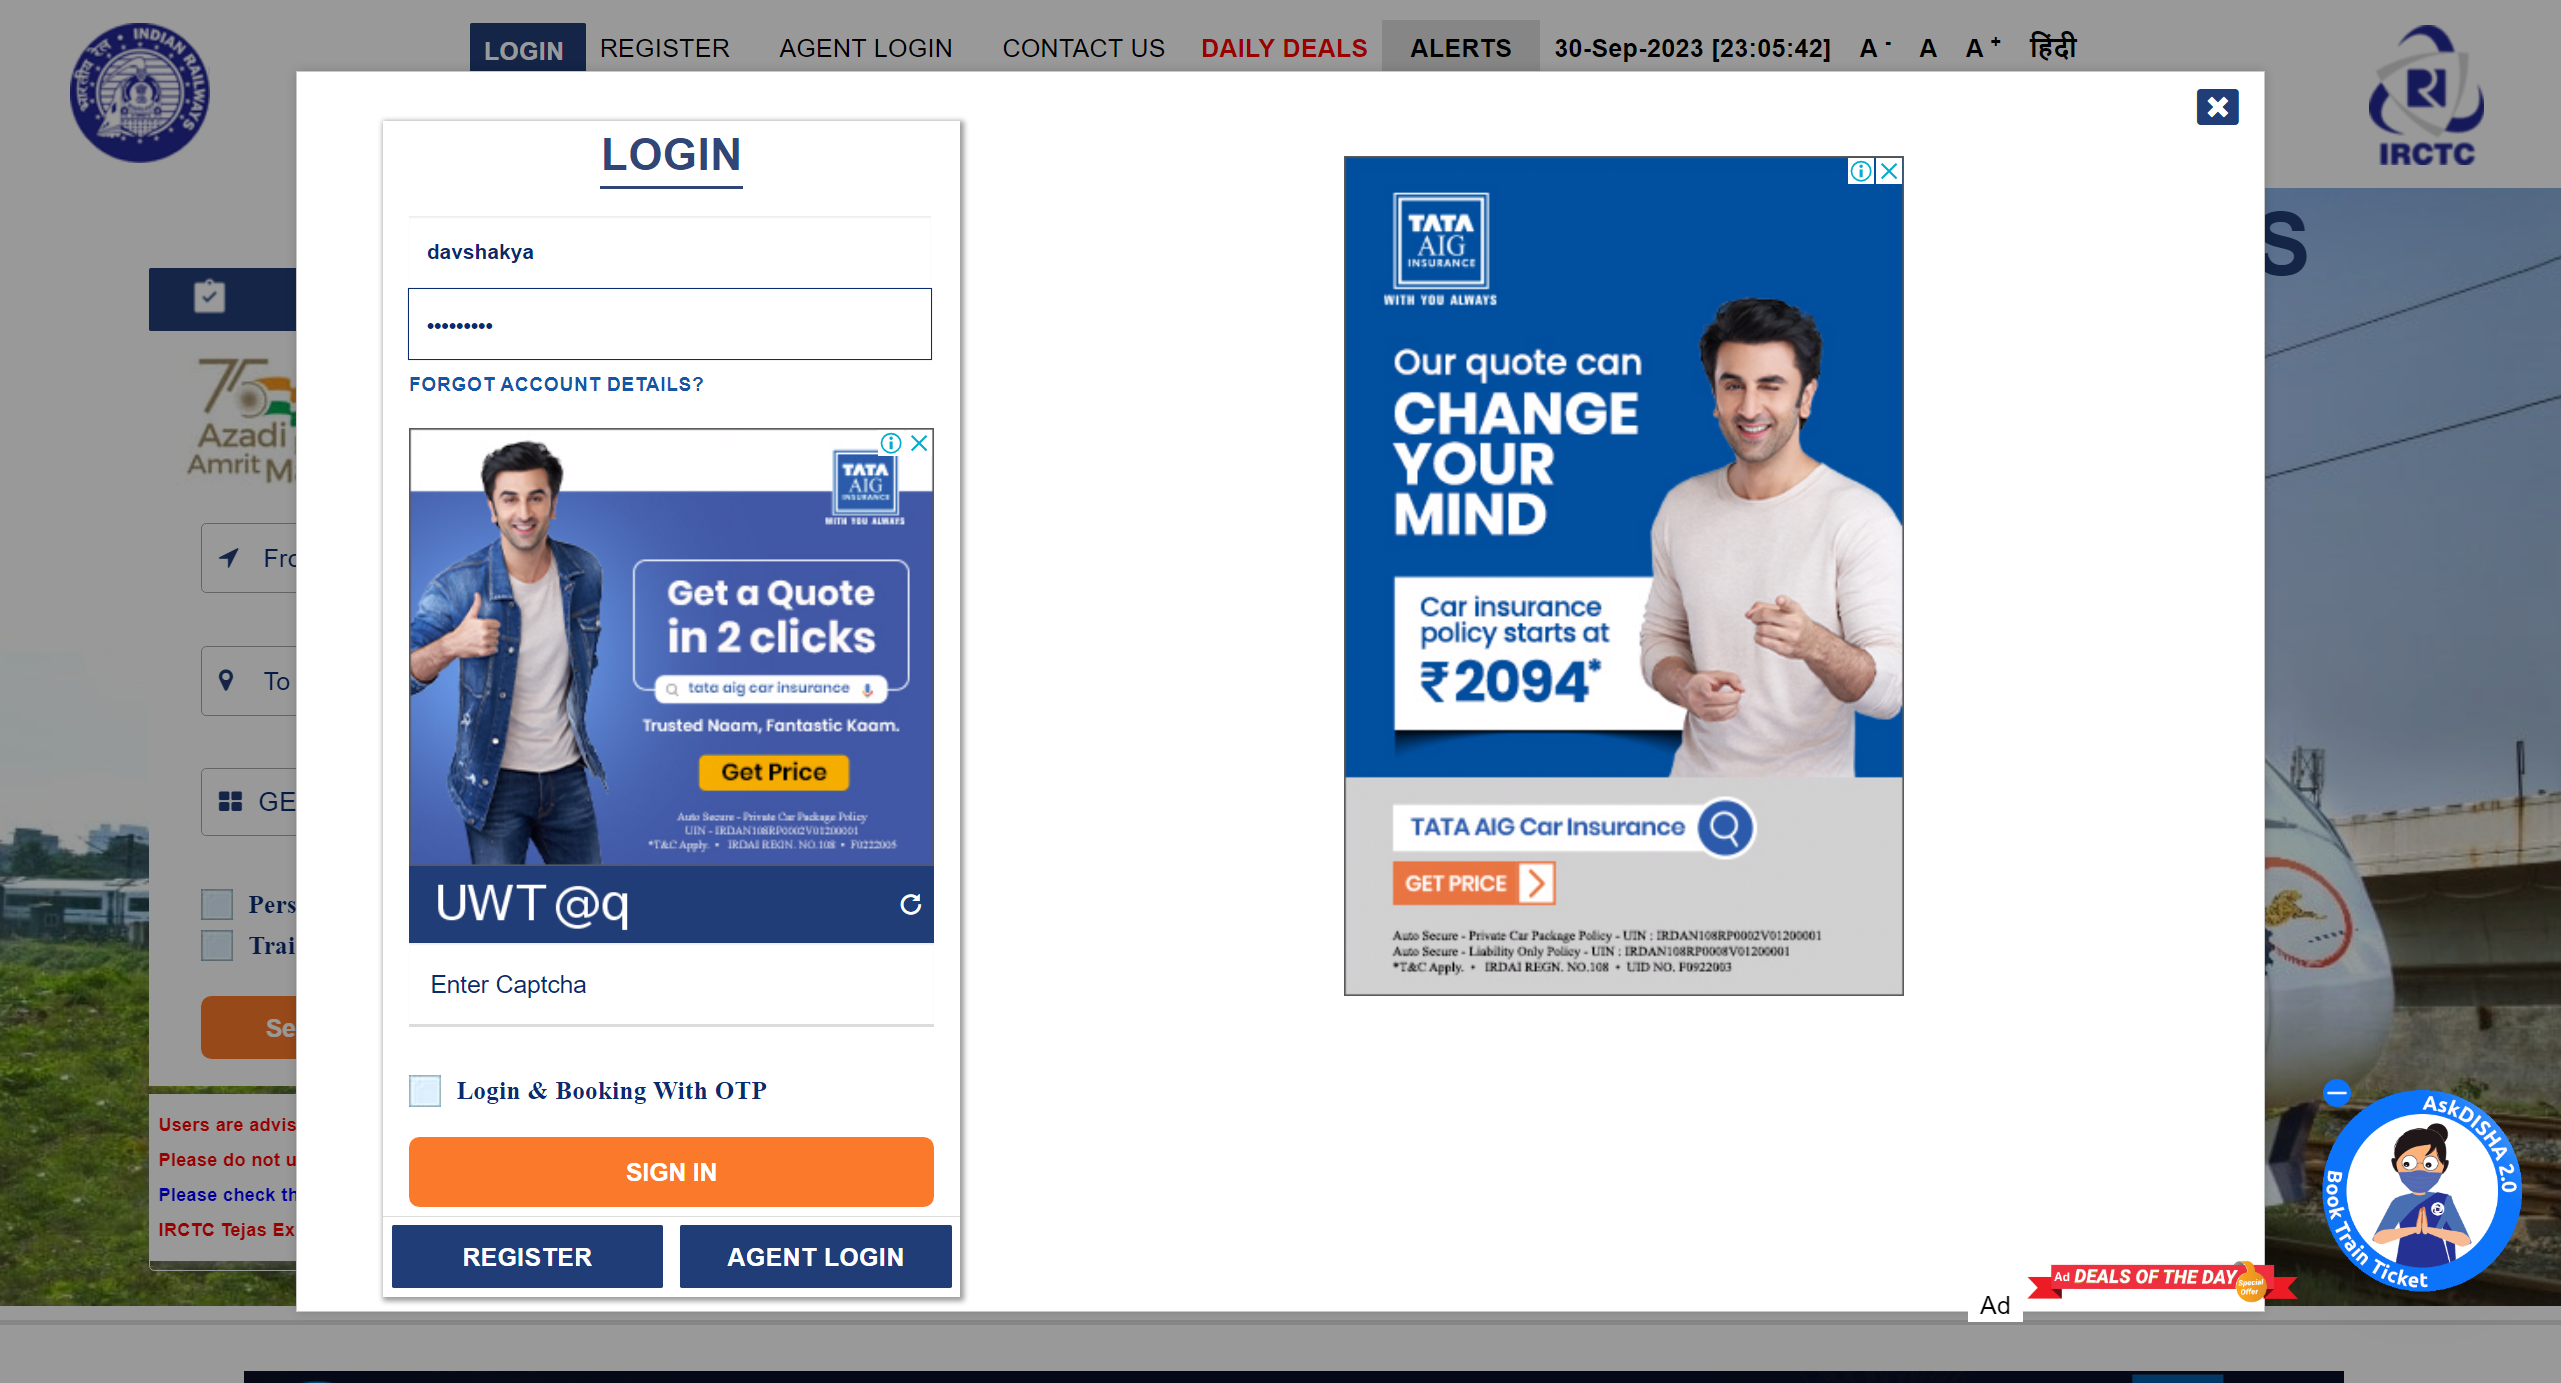 LOGIN
REGISTER
AGENT LOGIN
CONTACT US
DAILY DEALS
ALERTS
30-Sep-2023 [23:05:42]
A -
A
A +
हिंदी
भारतीय रेल
INDIAN RAILWAYS
IRCTC
S
Azadi
Amrit M
Fro
To
GE
Pers
Trai
Se
Users are advis
Please do not u
Please check th
IRCTC Tejas Ex
LOGIN
davshakya
•••••••••
FORGOT ACCOUNT DETAILS?
TATA
AIG
INSURANCE
WITH YOU ALWAYS
Get a Quote
in 2 clicks
tata aig car insurance
Trusted Naam, Fantastic Kaam.
Get Price
Auto Secure - Private Car Package Policy
UIN - IRDAN108RP0002V01200001
*T&C Apply. • IRDAI REGN. NO.108 • F0222005
UWT@q
Enter Captcha
Login & Booking With OTP
SIGN IN
REGISTER
AGENT LOGIN
TATA
AIG
INSURANCE
WITH YOU ALWAYS
Our quote can
CHANGE
YOUR
MIND
Car insurance
policy starts at
₹2094*
TATA AIG Car Insurance
GET PRICE
Auto Secure - Private Car Package Policy - UIN : IRDAN108RP0002V01200001
Auto Secure - Liability Only Policy - UIN : IRDAN108RP0008V01200001
*T&C Apply. • IRDAI REGN. NO.108 • UID NO. F0922003
AskDISHA 2.0
Book Train Ticket
Ad DEALS OF THE DAY
Special
Offer
Ad